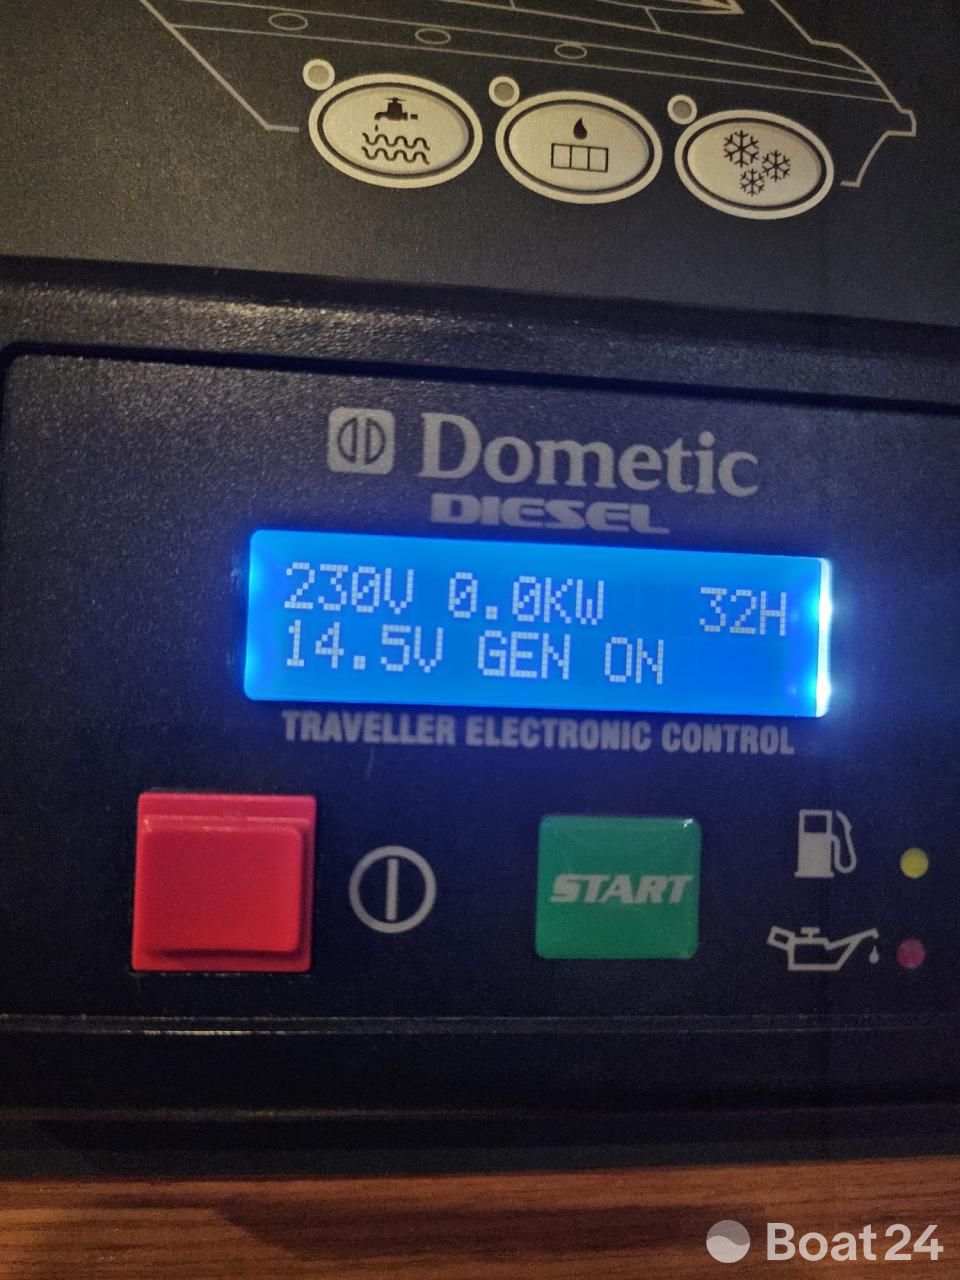 Dometic
DIESEL
230V 0.0KW 32H
14.5V GEN ON
TRAVELLER ELECTRONIC CONTROL
START
Boat24